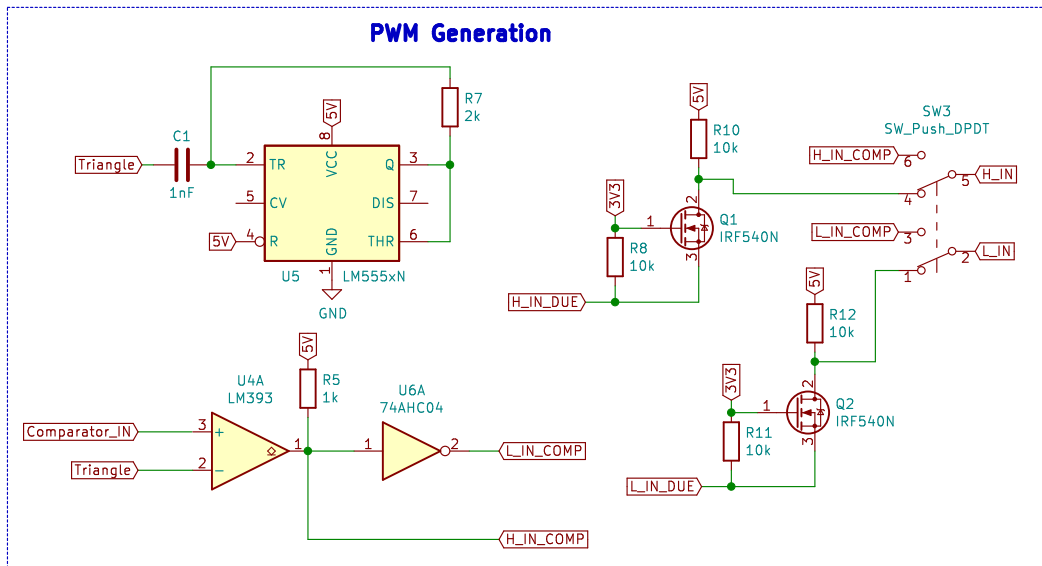 PWM Generation
C1
1nF
Triangle
5V
8
VCC
2
TR
5
CV
5V
4
R
GND
1
U5
LM555xN
GND
Q
3
DIS
7
THR
6
R7
2k
5V
R10
10k
2
3V3
1
Q1
IRF540N
3
R8
10k
H_IN_DUE
SW3
SW_Push_DPDT
H_IN_COMP
6
5
H_IN
4
L_IN_COMP
3
2
L_IN
1
5V
R12
10k
2
3V3
1
Q2
IRF540N
3
R11
10k
L_IN_DUE
5V
R5
1k
U4A
LM393
Comparator_IN
3
+
Triangle
2
-
1
U6A
74AHC04
1
2
L_IN_COMP
H_IN_COMP